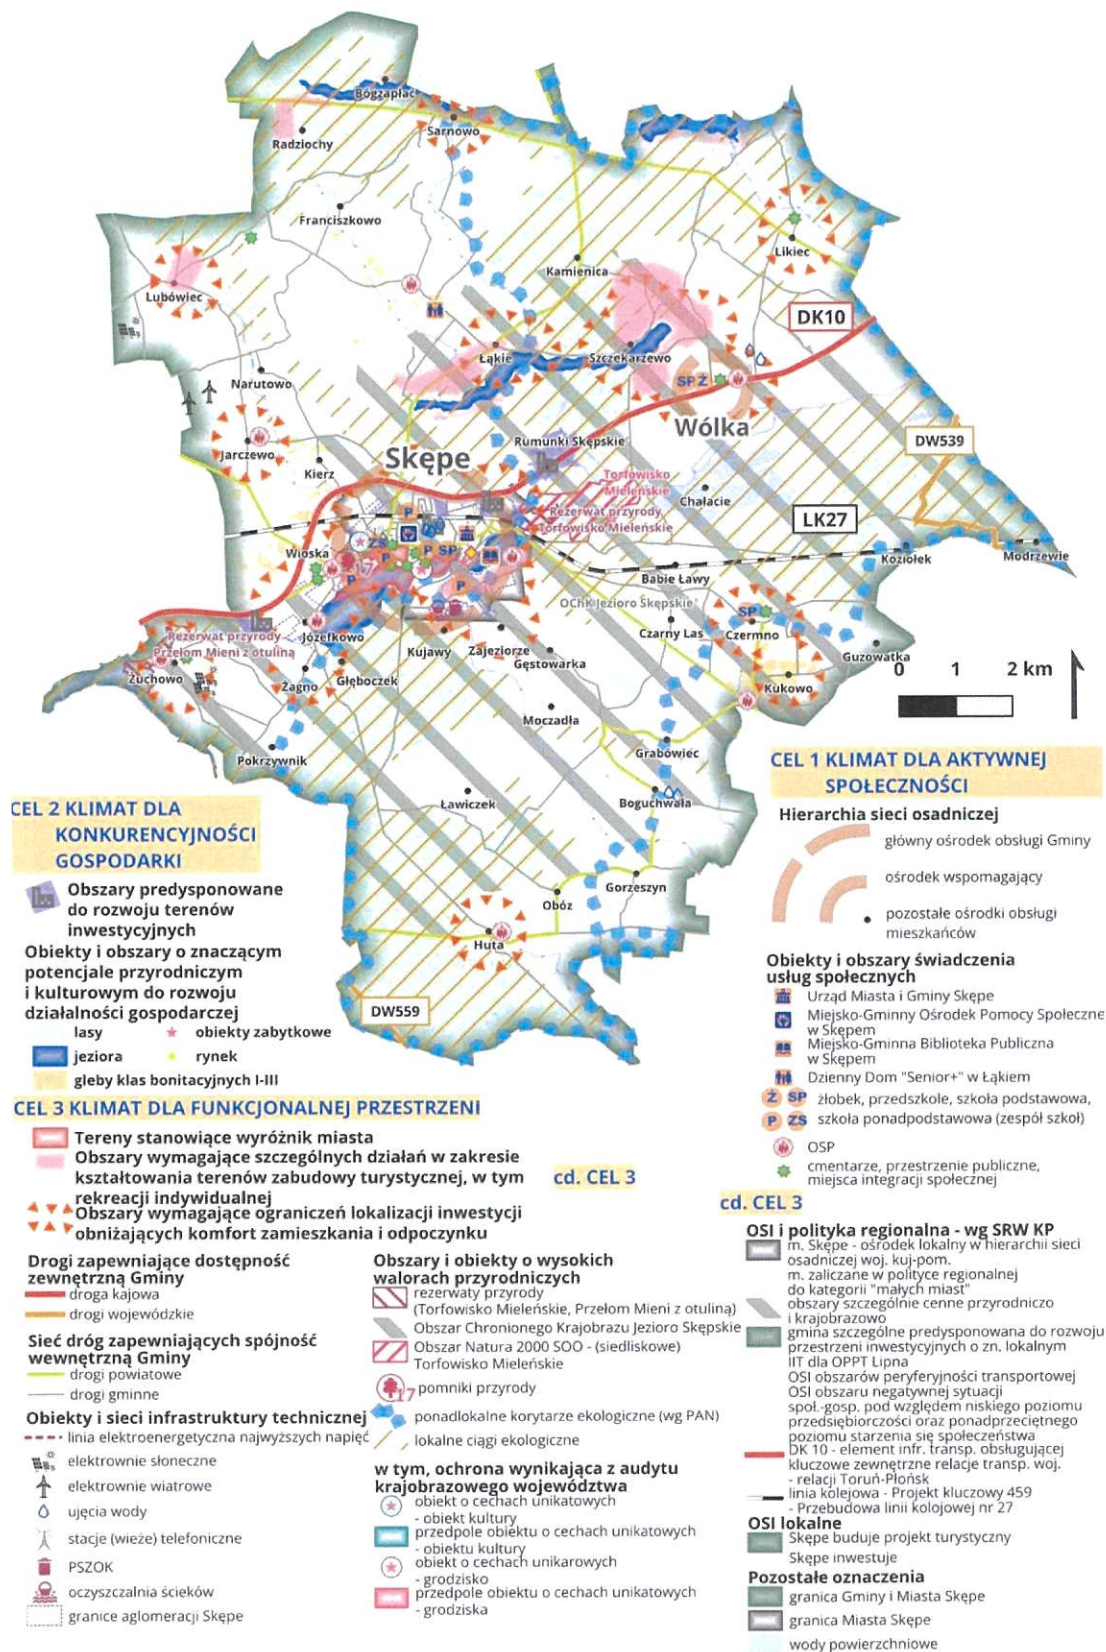 Bógzapłać
Sarnowo
Radziochy
Franciszkowo
Likiec
Kamienica
Lubówiec
DK10
Łąkie
Szczekarzewo
SP Ż
Narutowo
Wólka
Rumunki Skępskie
DW539
Jarczewo
Skępe
Kierz
Torfowisko
Mieleńskie
Chałacie
Rezerwat przyrody
Torfowisko Mieleńskie
LK27
P
ZS
P SP
Wioska
17
P
P
Koziołek
Modrzewie
Babie Ławy
OChK Jezioro Skępskie
SP
Rezerwat przyrody
Przełom Mieni z otuliną
Józefkowo
Czarny Las
Czermno
Kujawy
Zajeziorze
Gęstowarka
Guzowatka
Żuchowo
Żagno
Głęboczek
Kukowo
0 1 2 km
Moczadła
Grabówiec
Pokrzywnik
Ławiczek
Boguchwała
Gorzeszyn
Obóz
Huta
DW559
CEL 1 KLIMAT DLA AKTYWNEJ
SPOŁECZNOŚCI
Hierarchia sieci osadniczej
główny ośrodek obsługi Gminy
ośrodek wspomagający
pozostałe ośrodki obsługi
mieszkańców
Obiekty i obszary świadczenia
usług społecznych
Urząd Miasta i Gminy Skępe
Miejsko-Gminny Ośrodek Pomocy Społeczne
w Skępem
Miejsko-Gminna Biblioteka Publiczna
w Skępem
Dzienny Dom "Senior+" w Łąkiem
Ż SP żłobek, przedszkole, szkoła podstawowa,
P ZS szkoła ponadpodstawowa (zespół szkół)
OSP
cmentarze, przestrzenie publiczne,
miejsca integracji społecznej
CEL 2 KLIMAT DLA
KONKURENCYJNOŚCI
GOSPODARKI
Obszary predysponowane
do rozwoju terenów
inwestycyjnych
Obiekty i obszary o znaczącym
potencjale przyrodniczym
i kulturowym do rozwoju
działalności gospodarczej
lasy
obiekty zabytkowe
jeziora
rynek
gleby klas bonitacyjnych I-III
CEL 3 KLIMAT DLA FUNKCJONALNEJ PRZESTRZENI
Tereny stanowiące wyróżnik miasta
Obszary wymagające szczególnych działań w zakresie
kształtowania terenów zabudowy turystycznej, w tym
rekreacji indywidualnej
Obszary wymagające ograniczeń lokalizacji inwestycji
obniżających komfort zamieszkania i odpoczynku
Drogi zapewniające dostępność
zewnętrzną Gminy
droga kajowa
drogi wojewódzkie
Sieć dróg zapewniających spójność
wewnętrzną Gminy
drogi powiatowe
drogi gminne
Obiekty i sieci infrastruktury technicznej
linia elektroenergetyczna najwyższych napięć
elektrownie słoneczne
elektrownie wiatrowe
ujęcia wody
stacje (wieże) telefoniczne
PSZOK
oczyszczalnia ścieków
granice aglomeracji Skępe
cd. CEL 3
Obszary i obiekty o wysokich
walorach przyrodniczych
rezerwaty przyrody
(Torfowisko Mieleńskie, Przełom Mieni z otuliną)
Obszar Chronionego Krajobrazu Jezioro Skępskie
Obszar Natura 2000 SOO - (siedliskowe)
Torfowisko Mieleńskie
17 pomniki przyrody
ponadlokalne korytarze ekologiczne (wg PAN)
lokalne ciągi ekologiczne
w tym, ochrona wynikająca z audytu
krajobrazowego województwa
obiekt o cechach unikatowych
- obiekt kultury
przedpole obiektu o cechach unikatowych
- obiektu kultury
obiekt o cechach unikarowych
- grodzisko
przedpole obiektu o cechach unikatowych
- grodziska
cd. CEL 3
OSI i polityka regionalna - wg SRW KP
m. Skępe - ośrodek lokalny w hierarchii sieci
osadniczej woj. kuj-pom.
m. zaliczane w polityce regionalnej
do kategorii "małych miast"
obszary szczególnie cenne przyrodniczo
i krajobrazowo
gmina szczególne predysponowana do rozwoju
przestrzeni inwestycyjnych o zn. lokalnym
IIT dla OPPT Lipna
OSI obszarów peryferyjności transportowej
OSI obszaru negatywnej sytuacji
społ.-gosp. pod względem niskiego poziomu
przedsiębiorczości oraz ponadprzeciętnego
poziomu starzenia się społeczeństwa
DK 10 - element infr. transp. obsługującej
kluczowe zewnętrzne relacje transp. woj.
- relacji Toruń-Płońsk
linia kolejowa - Projekt kluczowy 459
- Przebudowa linii kolojowej nr 27
OSI lokalne
Skępe buduje projekt turystyczny
Skępe inwestuje
Pozostałe oznaczenia
granica Gminy i Miasta Skępe
granica Miasta Skępe
wody powierzchniowe